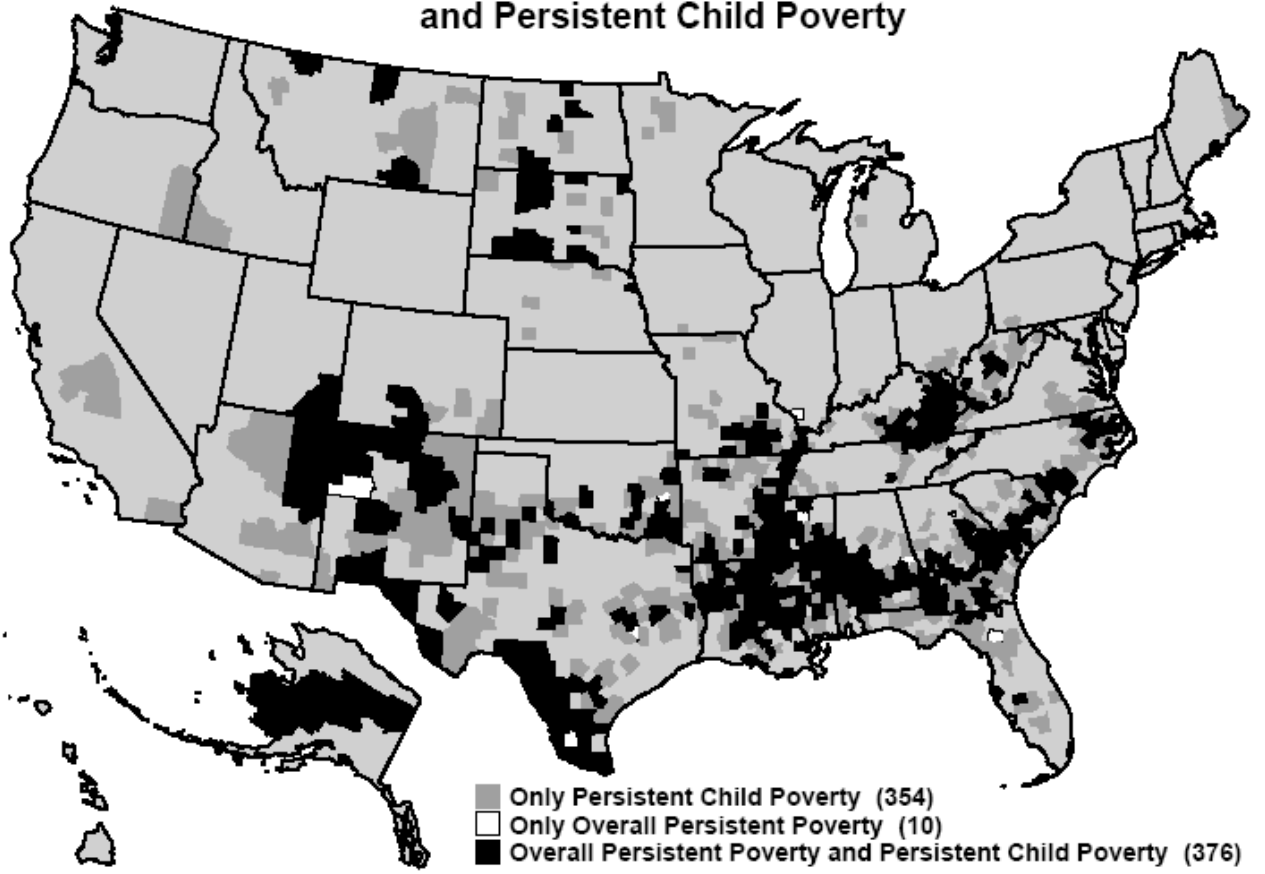 and Persistent Child Poverty
Only Persistent Child Poverty (354)
Only Overall Persistent Poverty (10)
Overall Persistent Poverty and Persistent Child Poverty (376)